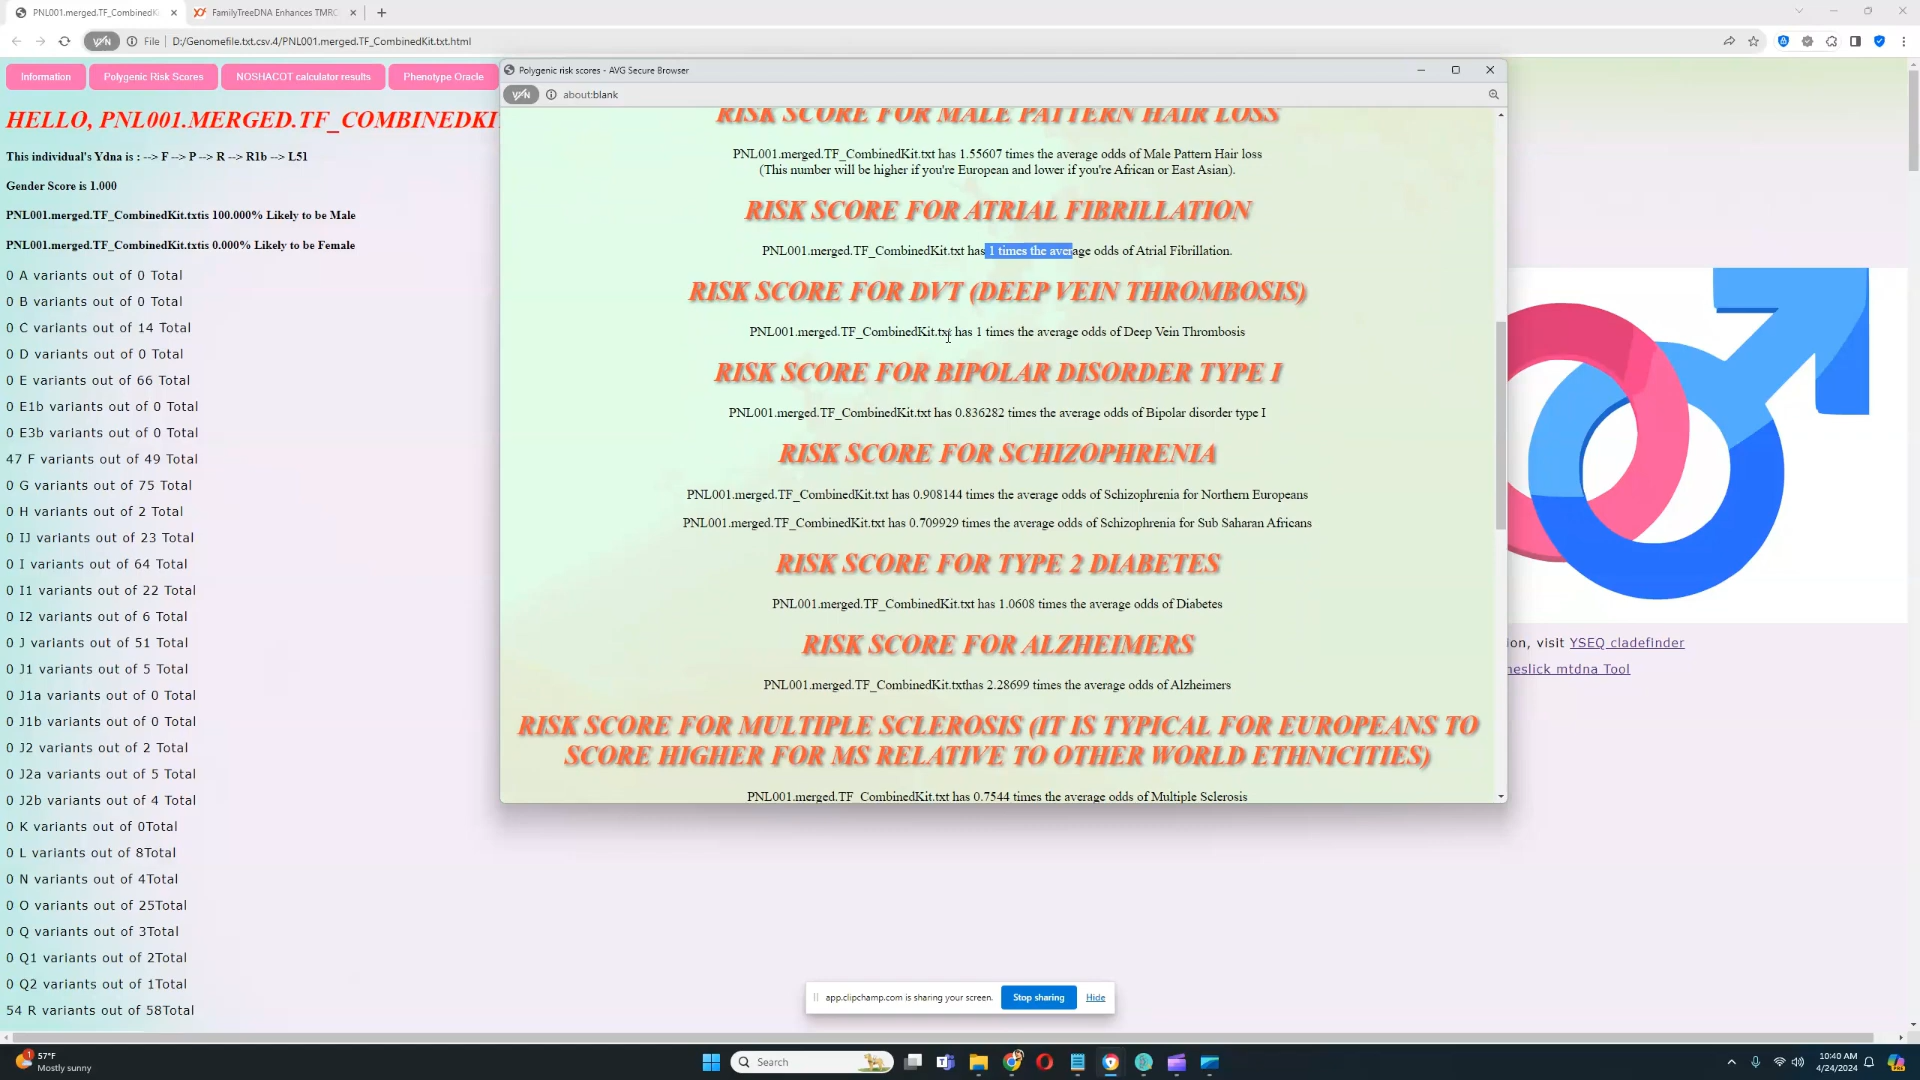 PNL001.merged.TF_CombinedKi
FamilyTreeDNA Enhances TMRC
VPN
File
D:/Genomefile.txt.csv.4/PNL001.merged.TF_CombinedKit.txt.html
Information
Polygenic Risk Scores
NOSHACOT calculator results
Phenotype Oracle
HELLO, PNL001.MERGED.TF_COMBINEDKI
This individual's Ydna is : --> F --> P --> R --> R1b --> L51
Gender Score is 1.000
PNL001.merged.TF_CombinedKit.txtis 100.000% Likely to be Male
PNL001.merged.TF_CombinedKit.txtis 0.000% Likely to be Female
0 A variants out of 0 Total
0 B variants out of 0 Total
0 C variants out of 14 Total
0 D variants out of 0 Total
0 E variants out of 66 Total
0 E1b variants out of 0 Total
0 E3b variants out of 0 Total
47 F variants out of 49 Total
0 G variants out of 75 Total
0 H variants out of 2 Total
0 IJ variants out of 23 Total
0 I variants out of 64 Total
0 I1 variants out of 22 Total
0 I2 variants out of 6 Total
0 J variants out of 51 Total
0 J1 variants out of 5 Total
0 J1a variants out of 0 Total
0 J1b variants out of 0 Total
0 J2 variants out of 2 Total
0 J2a variants out of 5 Total
0 J2b variants out of 4 Total
0 K variants out of 0Total
0 L variants out of 8Total
0 N variants out of 4Total
0 O variants out of 25Total
0 Q variants out of 3Total
0 Q1 variants out of 2Total
0 Q2 variants out of 1Total
54 R variants out of 58Total
Polygenic risk scores - AVG Secure Browser
VPN
about:blank
RISK SCORE FOR MALE PATTERN HAIR LOSS
PNL001.merged.TF_CombinedKit.txt has 1.55607 times the average odds of Male Pattern Hair loss
(This number will be higher if you're European and lower if you're African or East Asian).
RISK SCORE FOR ATRIAL FIBRILLATION
PNL001.merged.TF_CombinedKit.txt has 1 times the average odds of Atrial Fibrillation.
RISK SCORE FOR DVT (DEEP VEIN THROMBOSIS)
PNL001.merged.TF_CombinedKit.txt has 1 times the average odds of Deep Vein Thrombosis
RISK SCORE FOR BIPOLAR DISORDER TYPE I
PNL001.merged.TF_CombinedKit.txt has 0.836282 times the average odds of Bipolar disorder type I
RISK SCORE FOR SCHIZOPHRENIA
PNL001.merged.TF_CombinedKit.txt has 0.908144 times the average odds of Schizophrenia for Northern Europeans
PNL001.merged.TF_CombinedKit.txt has 0.709929 times the average odds of Schizophrenia for Sub Saharan Africans
RISK SCORE FOR TYPE 2 DIABETES
PNL001.merged.TF_CombinedKit.txt has 1.0608 times the average odds of Diabetes
RISK SCORE FOR ALZHEIMERS
PNL001.merged.TF_CombinedKit.txthas 2.28699 times the average odds of Alzheimers
RISK SCORE FOR MULTIPLE SCLEROSIS (IT IS TYPICAL FOR EUROPEANS TO
SCORE HIGHER FOR MS RELATIVE TO OTHER WORLD ETHNICITIES)
PNL001.merged.TF_CombinedKit.txt has 0.7544 times the average odds of Multiple Sclerosis
ion, visit YSEQ cladefinder
neslick mtdna Tool
app.clipchamp.com is sharing your screen.
Stop sharing
Hide
1
57°F
Mostly sunny
Search
10:40 AM
4/24/2024